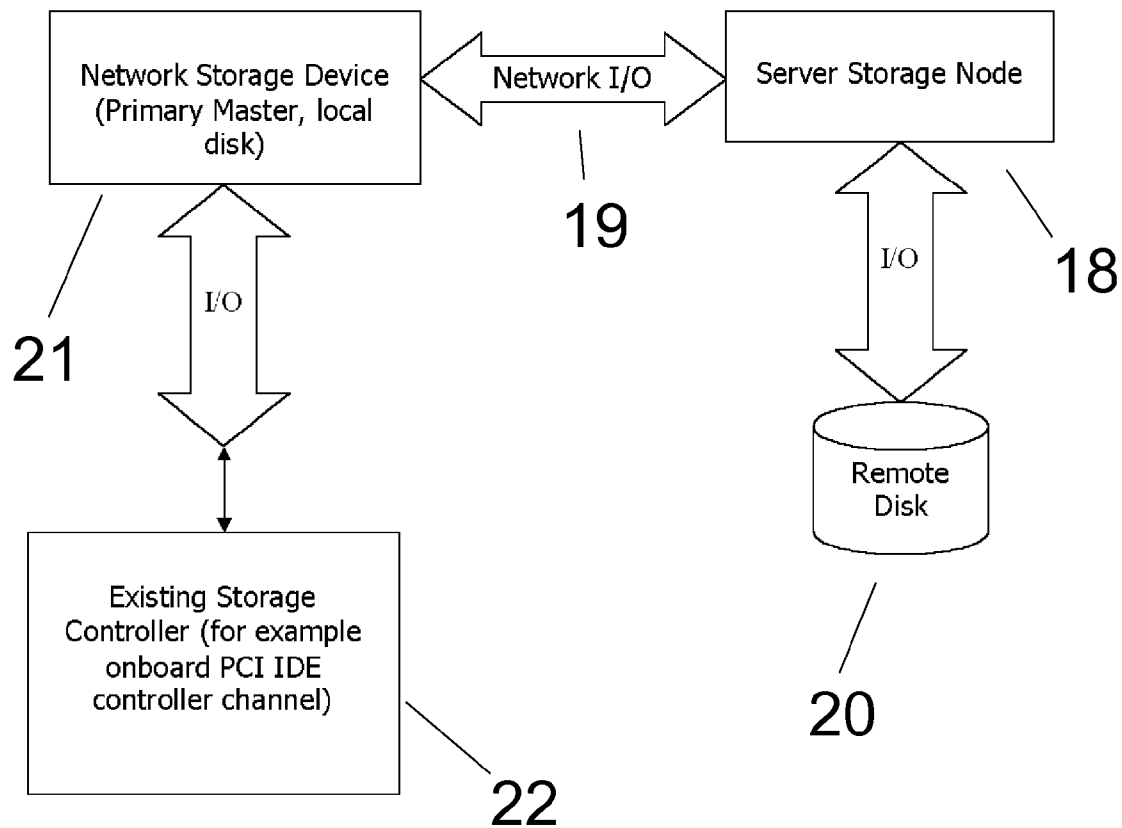 Network Storage Device
(Primary Master, local
disk)
Network I/O
Server Storage Node
19
18
I/O
I/O
21
Remote
Disk
Existing Storage
Controller (for example
onboard PCI IDE
controller channel)
20
22